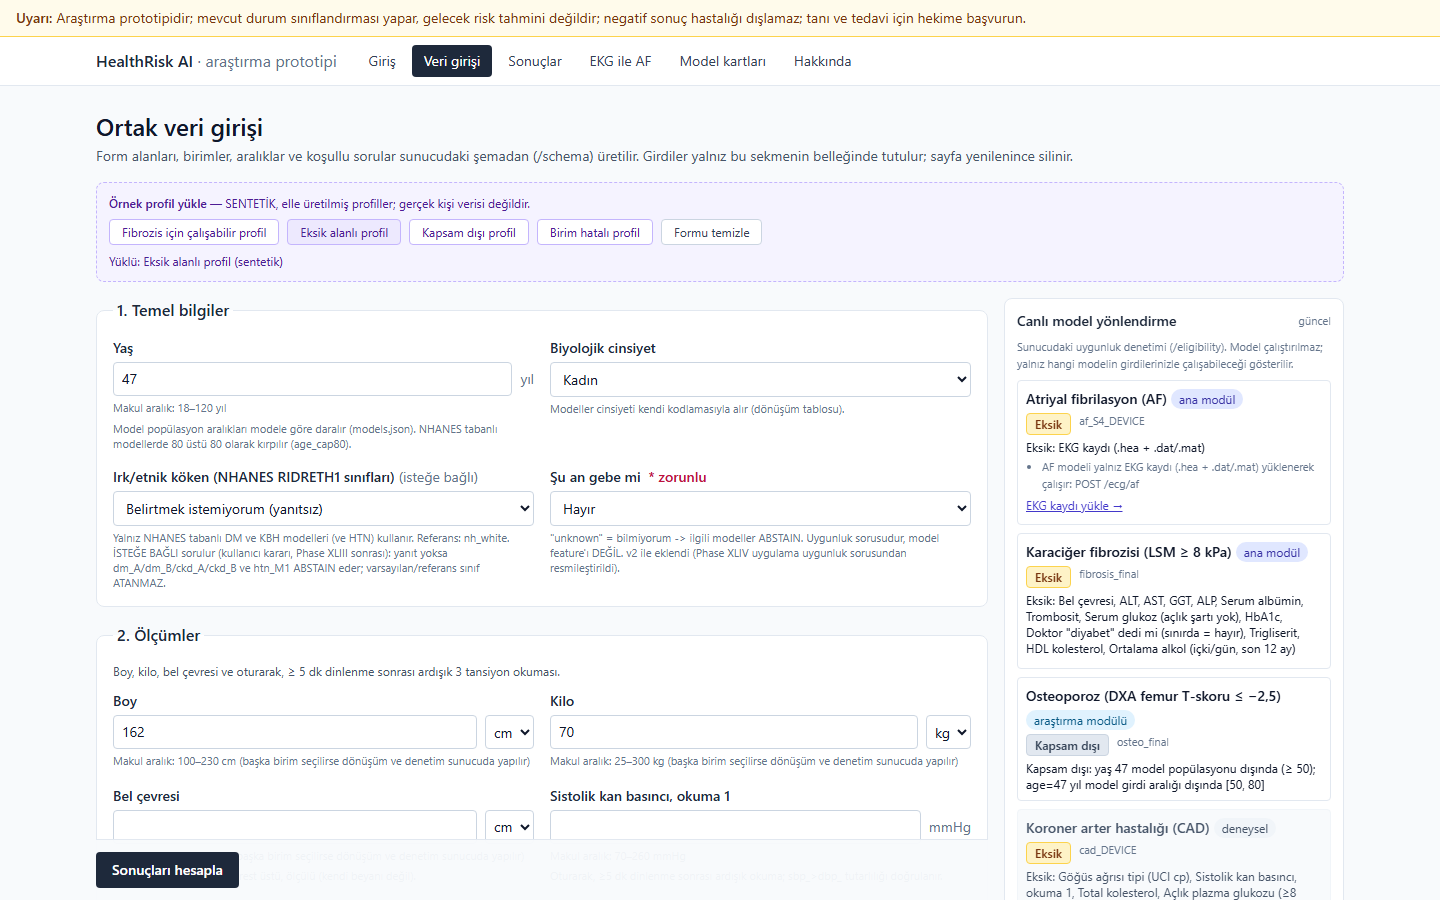 Uyarı: Araştırma prototipidir; mevcut durum sınıflandırması yapar, gelecek risk tahmini değildir; negatif sonuç hastalığı dışlamaz; tanı ve tedavi için hekime başvurun.
HealthRisk AI · araştırma prototipi
Giriş
Veri girişi
Sonuçlar
EKG ile AF
Model kartları
Hakkında
Ortak veri girişi
Form alanları, birimler, aralıklar ve koşullu sorular sunucudaki şemadan (/schema) üretilir. Girdiler yalnız bu sekmenin belleğinde tutulur; sayfa yenilenince silinir.
Örnek profil yükle — SENTETİK, elle üretilmiş profiller; gerçek kişi verisi değildir.
Fibrozis için çalışabilir profil
Eksik alanlı profil
Kapsam dışı profil
Birim hatalı profil
Formu temizle
Yüklü: Eksik alanlı profil (sentetik)
1. Temel bilgiler
Yaş
47
yıl
Makul aralık: 18–120 yıl
Model popülasyon aralıkları modele göre daralır (models.json). NHANES tabanlı
modellerde 80 üstü 80 olarak kırpılır (age_cap80).
Biyolojik cinsiyet
Kadın
Modeller cinsiyeti kendi kodlamasıyla alır (dönüşüm tablosu).
Irk/etnik köken (NHANES RIDRETH1 sınıfları) (isteğe bağlı)
Belirtmek istemiyorum (yanıtsız)
Yalnız NHANES tabanlı DM ve KBH modelleri (ve HTN) kullanır. Referans: nh_white.
İSTEĞE BAĞLI sorulur (kullanıcı kararı, Phase XLIII sonrası): yanıt yoksa
dm_A/dm_B/ckd_A/ckd_B ve htn_M1 ABSTAIN eder; varsayılan/referans sınıf
ATANMAZ.
Şu an gebe mi * zorunlu
Hayır
"unknown" = bilmiyorum -> ilgili modeller ABSTAIN. Uygunluk sorusudur, model
feature'ı DEĞİL. v2 ile eklendi (Phase XLIV uygulama uygunluk sorusundan
resmileştirildi).
2. Ölçümler
Boy, kilo, bel çevresi ve oturarak, ≥ 5 dk dinlenme sonrası ardışık 3 tansiyon okuması.
Boy
162
cm
Makul aralık: 100–230 cm (başka birim seçilirse dönüşüm ve denetim sunucuda yapılır)
Kilo
70
kg
Makul aralık: 25–300 kg (başka birim seçilirse dönüşüm ve denetim sunucuda yapılır)
Bel çevresi
cm
Sistolik kan basıncı, okuma 1
mmHg
Sonuçları hesapla
Canlı model yönlendirme
güncel
Sunucudaki uygunluk denetimi (/eligibility). Model çalıştırılmaz;
yalnız hangi modelin girdilerinizle çalışabileceği gösterilir.
Atriyal fibrilasyon (AF) ana modül
Eksik af_S4_DEVICE
Eksik: EKG kaydı (.hea + .dat/.mat)
• AF modeli yalnız EKG kaydı (.hea + .dat/.mat) yüklenerek
çalışır: POST /ecg/af
EKG kaydı yükle →
Karaciğer fibrozisi (LSM ≥ 8 kPa) ana modül
Eksik fibrosis_final
Eksik: Bel çevresi, ALT, AST, GGT, ALP, Serum albümin,
Trombosit, Serum glukoz (açlık şartı yok), HbA1c,
Doktor "diyabet" dedi mi (sınırda = hayır), Trigliserit,
HDL kolesterol, Ortalama alkol (içki/gün, son 12 ay)
Osteoporoz (DXA femur T-skoru ≤ −2,5)
araştırma modülü
Kapsam dışı osteo_final
Kapsam dışı: yaş 47 model popülasyonu dışında (≥ 50);
age=47 yıl model girdi aralığı dışında [50, 80]
Koroner arter hastalığı (CAD) deneysel
Eksik cad_DEVICE
Eksik: Göğüs ağrısı tipi (UCI cp), Sistolik kan basıncı,
okuma 1, Total kolesterol, Açlık plazma glukozu (≥8